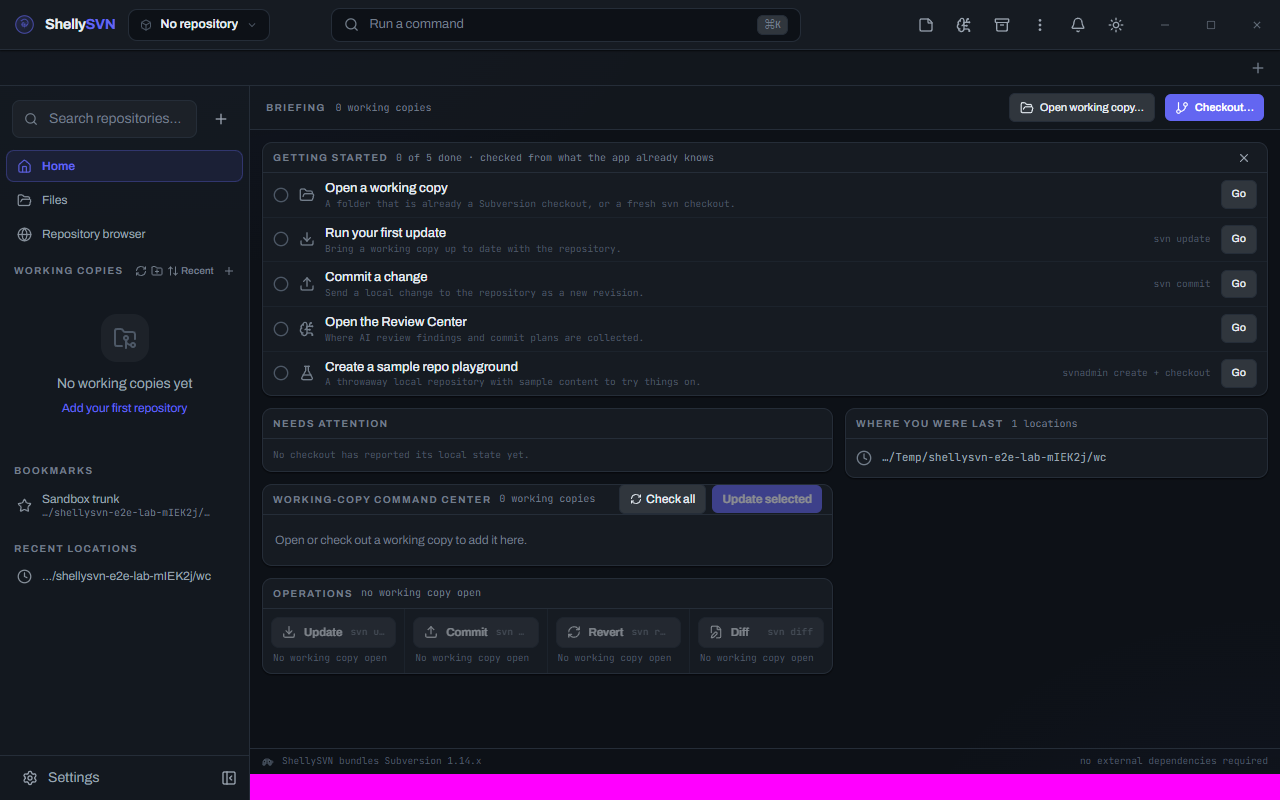 ShellySVN
No repository
Run a command
⌘K
Search repositories...
Home
Files
Repository browser
WORKING COPIES
Recent
No working copies yet
Add your first repository
BOOKMARKS
Sandbox trunk
…/shellysvn-e2e-lab-mIEK2j/…
RECENT LOCATIONS
.../shellysvn-e2e-lab-mIEK2j/wc
Settings
BRIEFING 0 working copies
Open working copy...
Checkout...
GETTING STARTED 0 of 5 done · checked from what the app already knows
Open a working copy
A folder that is already a Subversion checkout, or a fresh svn checkout.
Go
Run your first update
Bring a working copy up to date with the repository.
svn update Go
Commit a change
Send a local change to the repository as a new revision.
svn commit Go
Open the Review Center
Where AI review findings and commit plans are collected.
Go
Create a sample repo playground
A throwaway local repository with sample content to try things on.
svnadmin create + checkout Go
NEEDS ATTENTION
No checkout has reported its local state yet.
WHERE YOU WERE LAST 1 locations
…/Temp/shellysvn-e2e-lab-mIEK2j/wc
WORKING-COPY COMMAND CENTER 0 working copies
Check all
Update selected
Open or check out a working copy to add it here.
OPERATIONS no working copy open
Update svn u…
No working copy open
Commit svn …
No working copy open
Revert svn r…
No working copy open
Diff svn diff
No working copy open
ShellySVN bundles Subversion 1.14.x
no external dependencies required